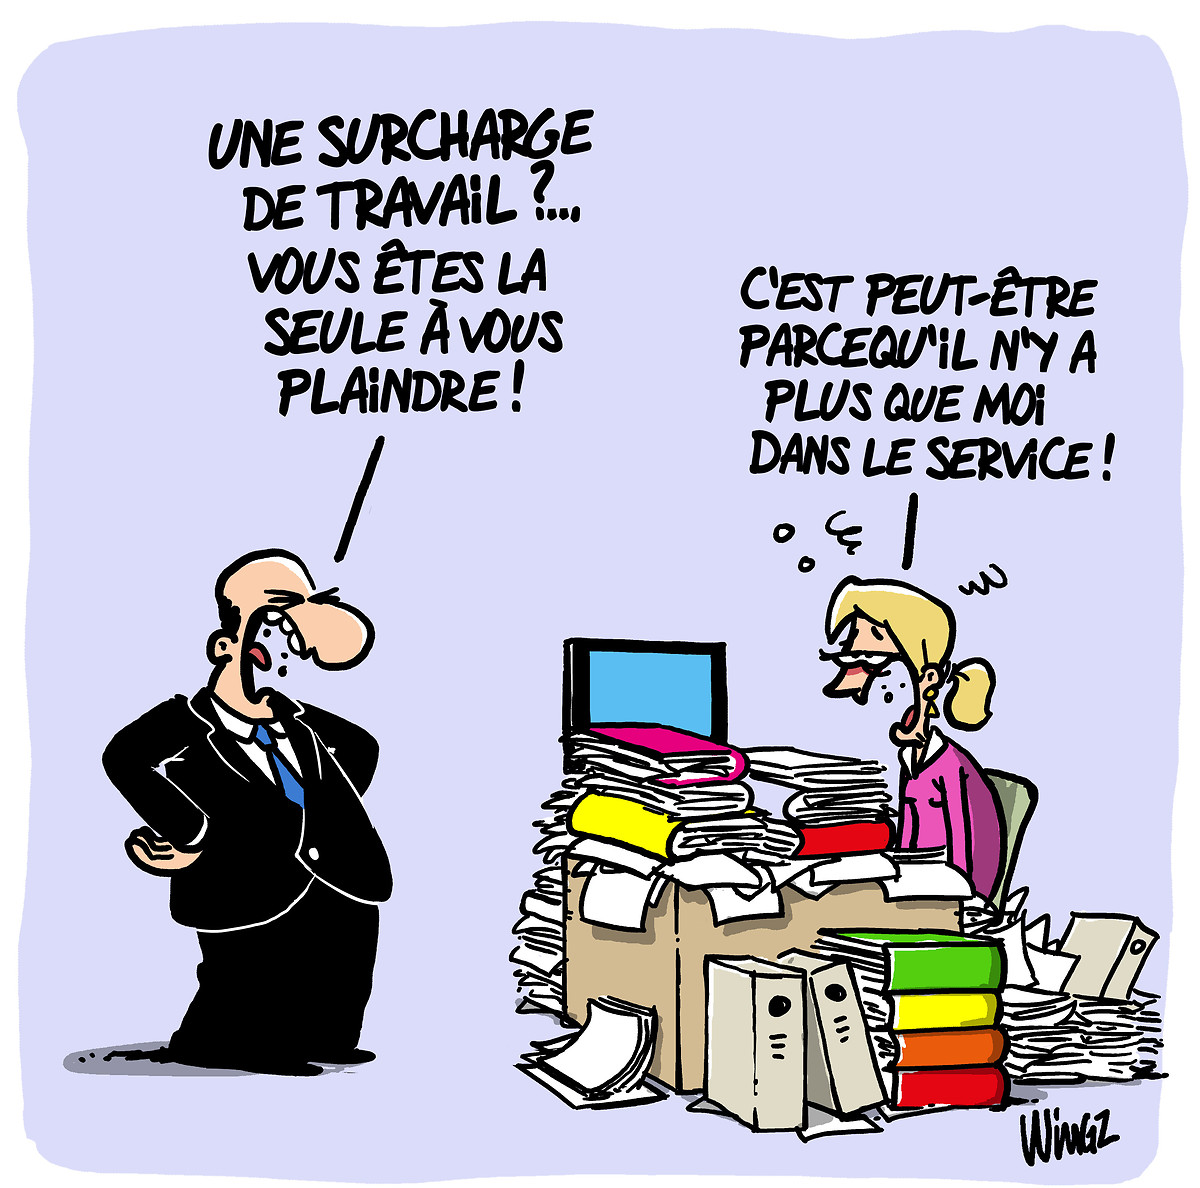 UNE SURCHARGE
DE TRAVAIL ?...
VOUS ÊTES LA
SEULE À VOUS
PLAINDRE !
C'EST PEUT-ÊTRE
PARCEQU'IL N'Y A
PLUS QUE MOI
DANS LE SERVICE !
WINGZ